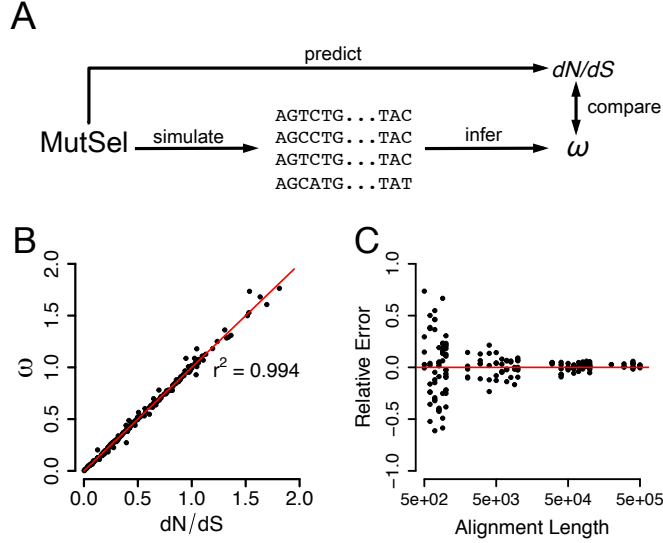 A
predict
dN/dS
compare
MutSel
simulate
AGTCTG...TAC
AGCCTG...TAC
AGTCTG...TAC
AGCATG...TAT
infer
ω
B
2.0
1.5
1.0
0.5
0.0
ω
r² = 0.994
0.0
0.5
1.0
1.5
2.0
dN/dS
C
1.0
0.5
0.0
−0.5
−1.0
Relative Error
5e+02
5e+03
5e+04
5e+05
Alignment Length